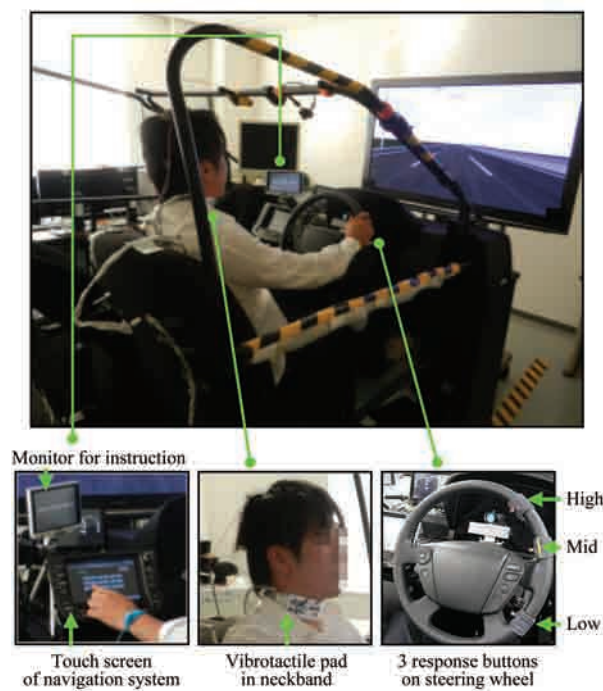 Monitor for instruction
High
Mid
Low
Touch screen
of navigation system
Vibrotactile pad
in neckband
3 response buttons
on steering wheel